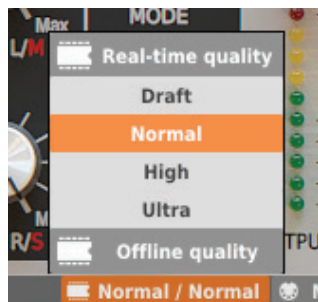 Max
MODE
L/M
Real-time quality
Draft
Normal
High
Ultra
M
R/S
Offline quality
TPU
Normal / Normal